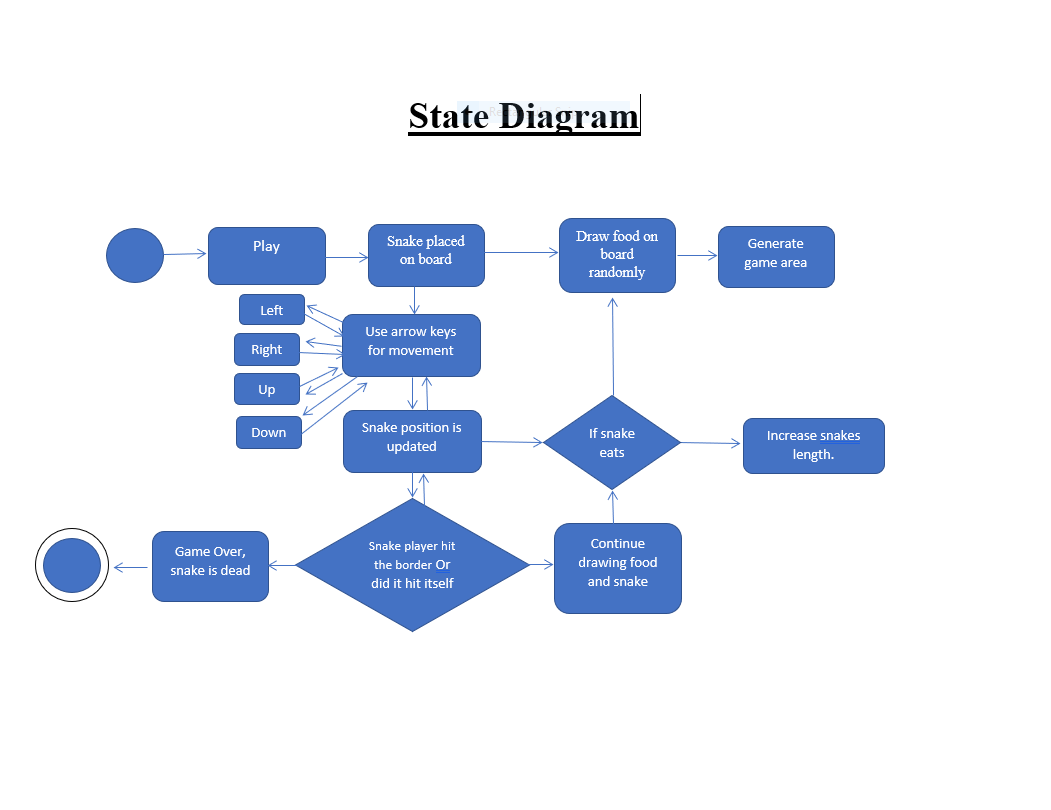 State Diagram
Play
Snake placed
on board
Draw food on
board
randomly
Generate
game area
Left
Right
Up
Down
Use arrow keys
for movement
Snake position is
updated
If snake
eats
Increase snakes
length.
Game Over,
snake is dead
Snake player hit
the border Or
did it hit itself
Continue
drawing food
and snake